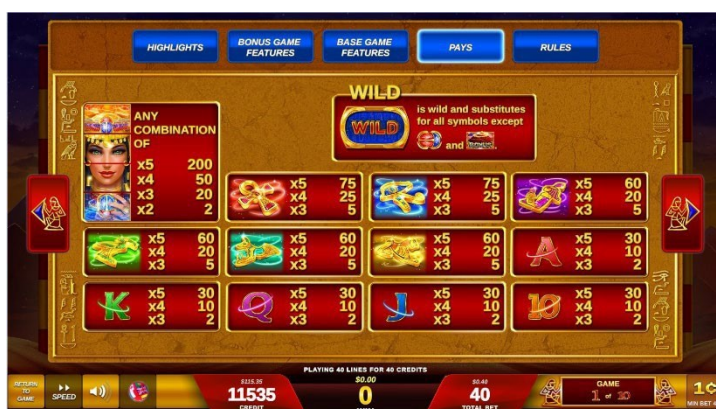 HIGHLIGHTS
BONUS GAME
FEATURES
BASE GAME
FEATURES
PAYS
RULES
ANY
COMBINATION
OF
x5 200
x4 50
x3 20
x2 2
WILD
WILD
is wild and substitutes
for all symbols except
and
x5 75
x4 25
x3 5
x5 75
x4 25
x3 5
x5 60
x4 20
x3 5
x5 60
x4 20
x3 5
x5 60
x4 20
x3 5
x5 60
x4 20
x3 5
A
x5 30
x4 10
x3 2
K
x5 30
x4 10
x3 2
Q
x5 30
x4 10
x3 2
J
x5 30
x4 10
x3 2
10
x5 30
x4 10
x3 2
PLAYING 40 LINES FOR 40 CREDITS
RETURN
TO
GAME
SPEED
$115.35
11535
CREDIT
$0.00
0
$0.40
40
TOTAL BET
GAME
1 of 10
1¢
MIN BET